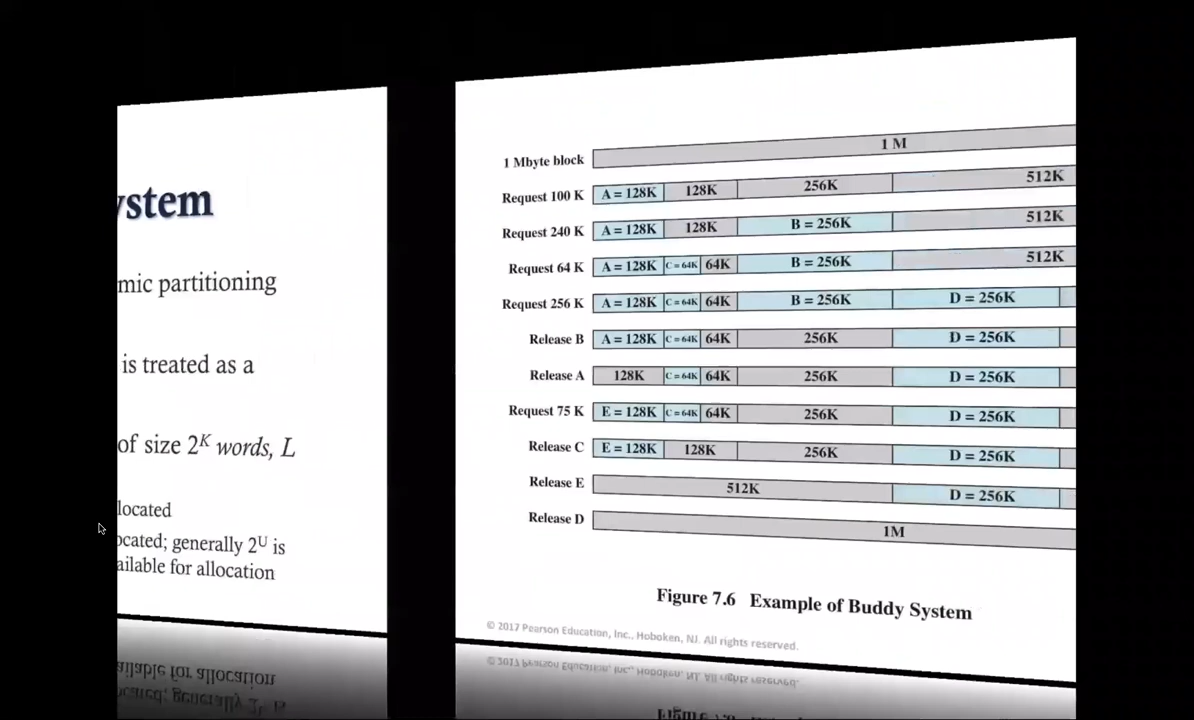 ystem
mic partitioning
is treated as a
of size 2^K words, L
located
ocated; generally 2^U is
ailable for allocation
1 Mbyte block 1 M
Request 100 K A = 128K 128K 256K 512K
Request 240 K A = 128K 128K B = 256K 512K
Request 64 K A = 128K C = 64K 64K B = 256K 512K
Request 256 K A = 128K C = 64K 64K B = 256K D = 256K
Release B A = 128K C = 64K 64K 256K D = 256K
Release A 128K C = 64K 64K 256K D = 256K
Request 75 K E = 128K C = 64K 64K 256K D = 256K
Release C E = 128K 128K 256K D = 256K
Release E 512K D = 256K
Release D 1M
Figure 7.6 Example of Buddy System
© 2017 Pearson Education, Inc., Hoboken, NJ. All rights reserved.